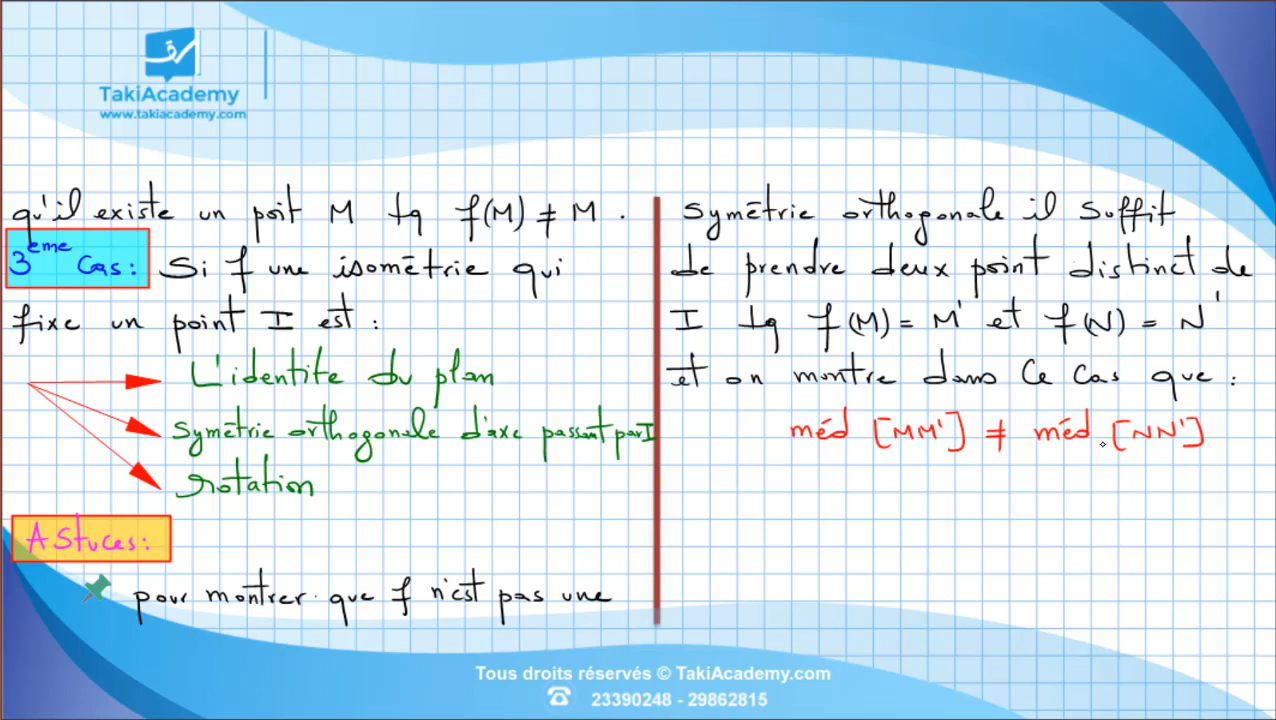 رق
TakiAcademy
www.takiacademy.com
qu'il existe un poit M tq f(M) ≠ M .
3ème Cas: Si f une isométrie qui
fixe un point I est :
L'identite du plan
symétrie orthogonale d'axe passant par I
rotation
Astuces:
pour montrer que f n'est pas une
Symétrie orthogonale il suffit
de prendre deux point distinct de
I tq f(M) = M' et f(N) = N'
et on montre dans ce cas que :
méd [MM'] ≠ méd [NN']
Tous droits réservés © TakiAcademy.com
23390248 - 29862815